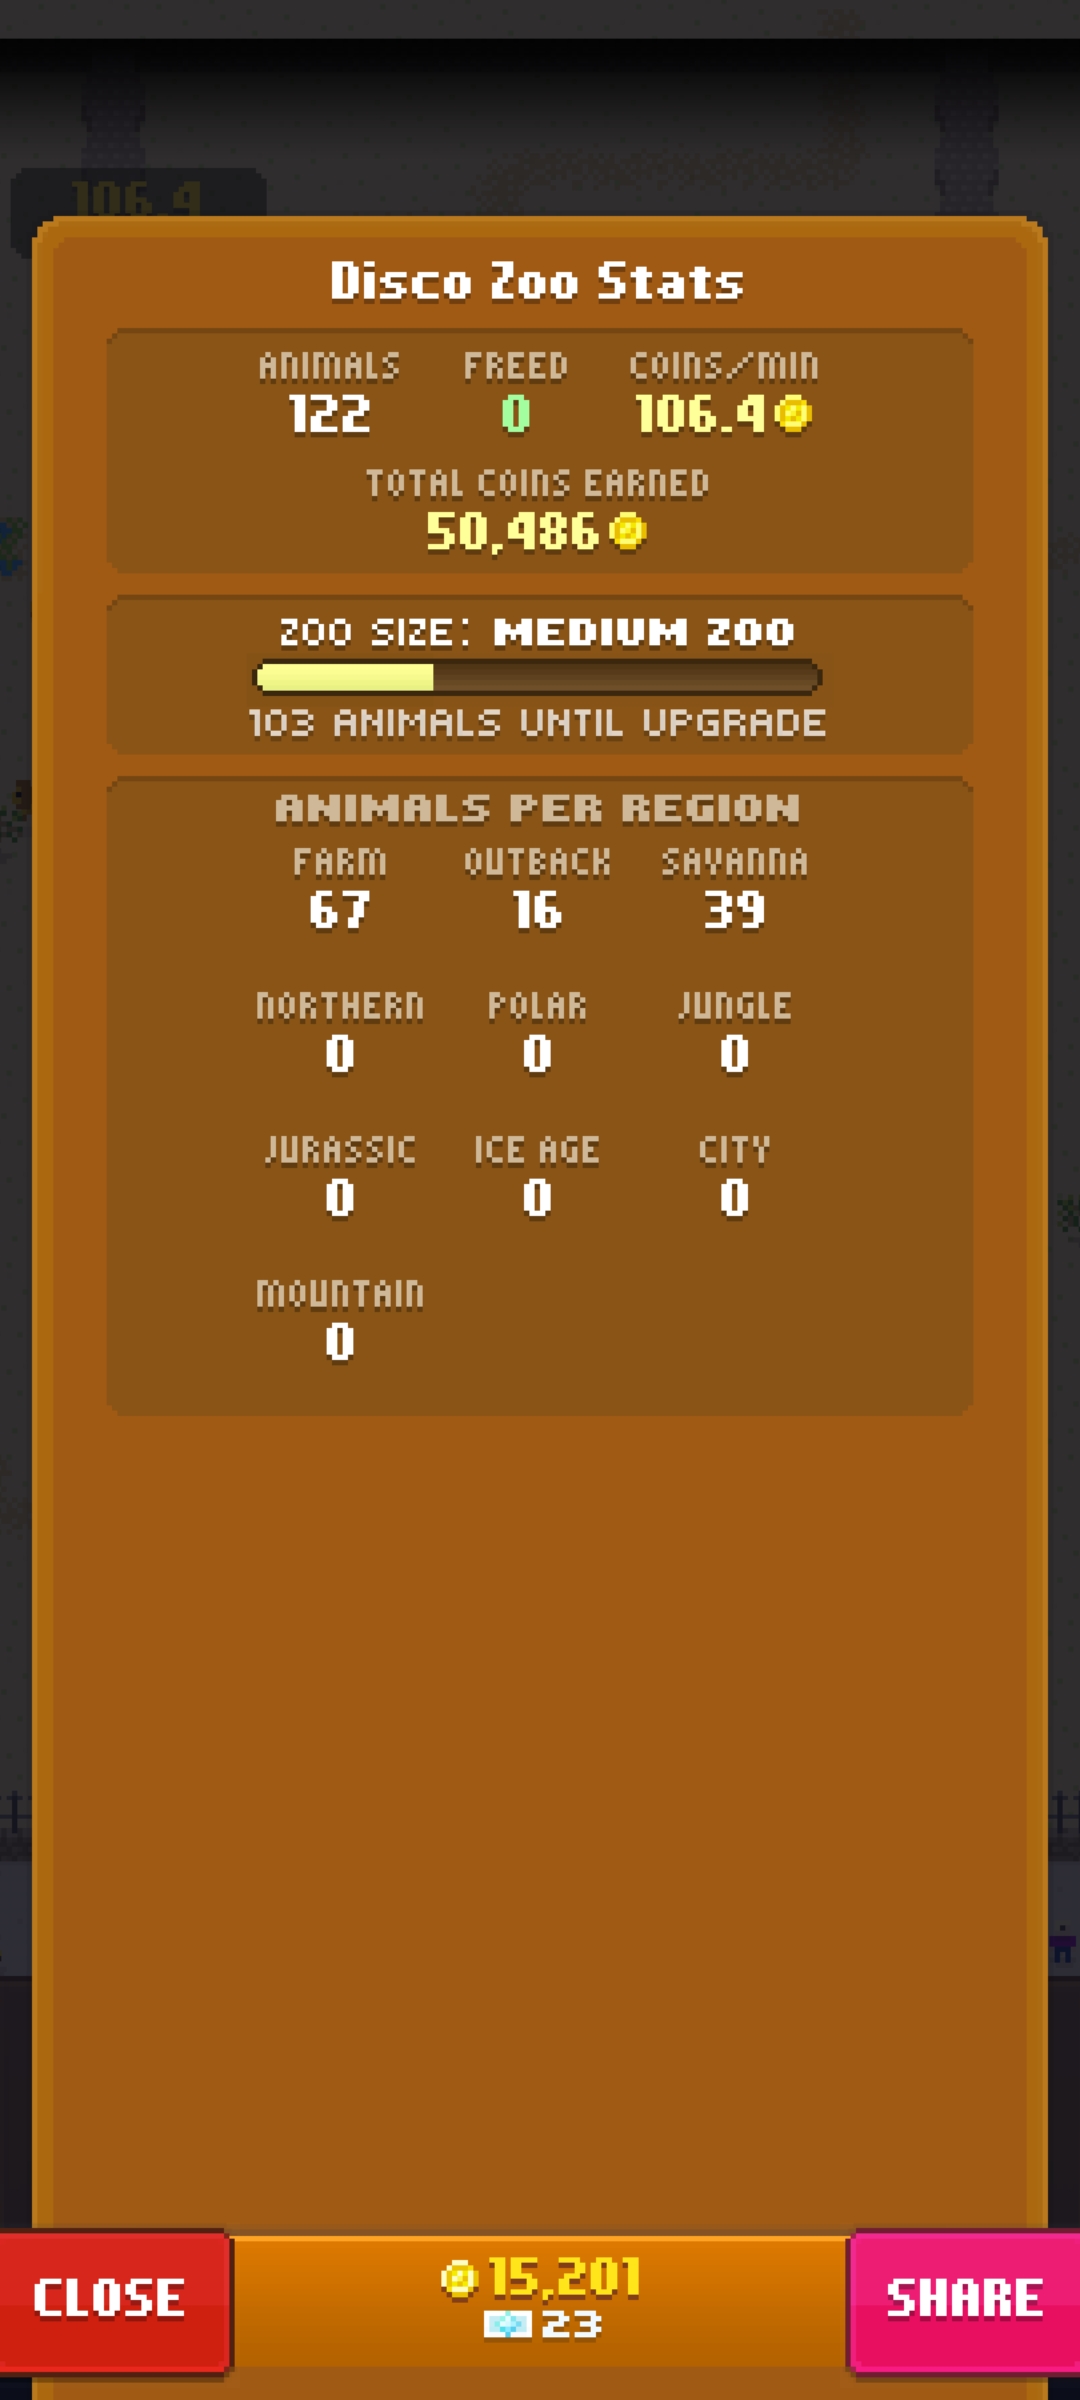 106.4
Disco Zoo Stats
ANIMALS FREED COINS/MIN
122 0 106.4
TOTAL COINS EARNED
50,486
ZOO SIZE: MEDIUM ZOO
103 ANIMALS UNTIL UPGRADE
ANIMALS PER REGION
FARM OUTBACK SAVANNA
67 16 39
NORTHERN POLAR JUNGLE
0 0 0
JURASSIC ICE AGE CITY
0 0 0
MOUNTAIN
0
CLOSE 15,201 SHARE
23